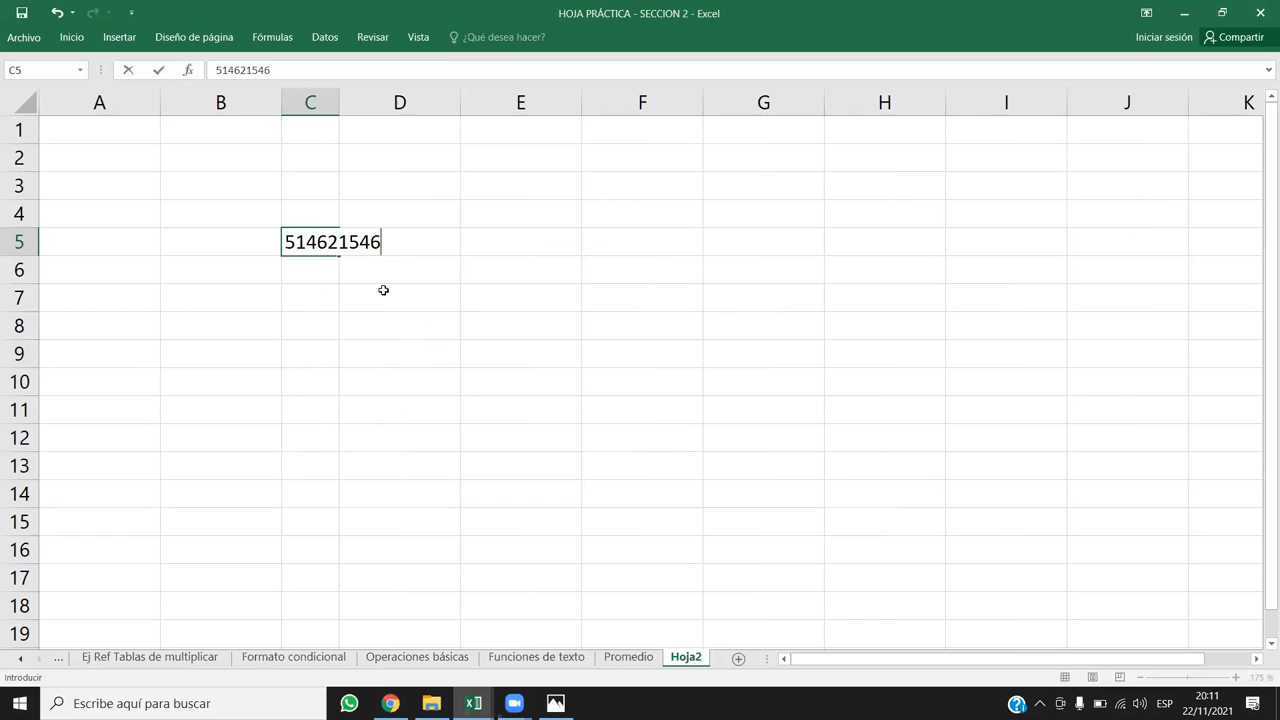 HOJA PRÁCTICA - SECCION 2 - Excel
Archivo Inicio Insertar Diseño de página Fórmulas Datos Revisar Vista ¿Qué desea hacer? Iniciar sesión Compartir
C5 fx 514621546
A B C D E F G H I J K
1
2
3
4
5 514621546
6
7
8
9
10
11
12
13
14
15
16
17
18
19
... Ej Ref Tablas de multiplicar Formato condicional Operaciones básicas Funciones de texto Promedio Hoja2
Introducir 175 %
Escribe aquí para buscar ESP 20:11
22/11/2021